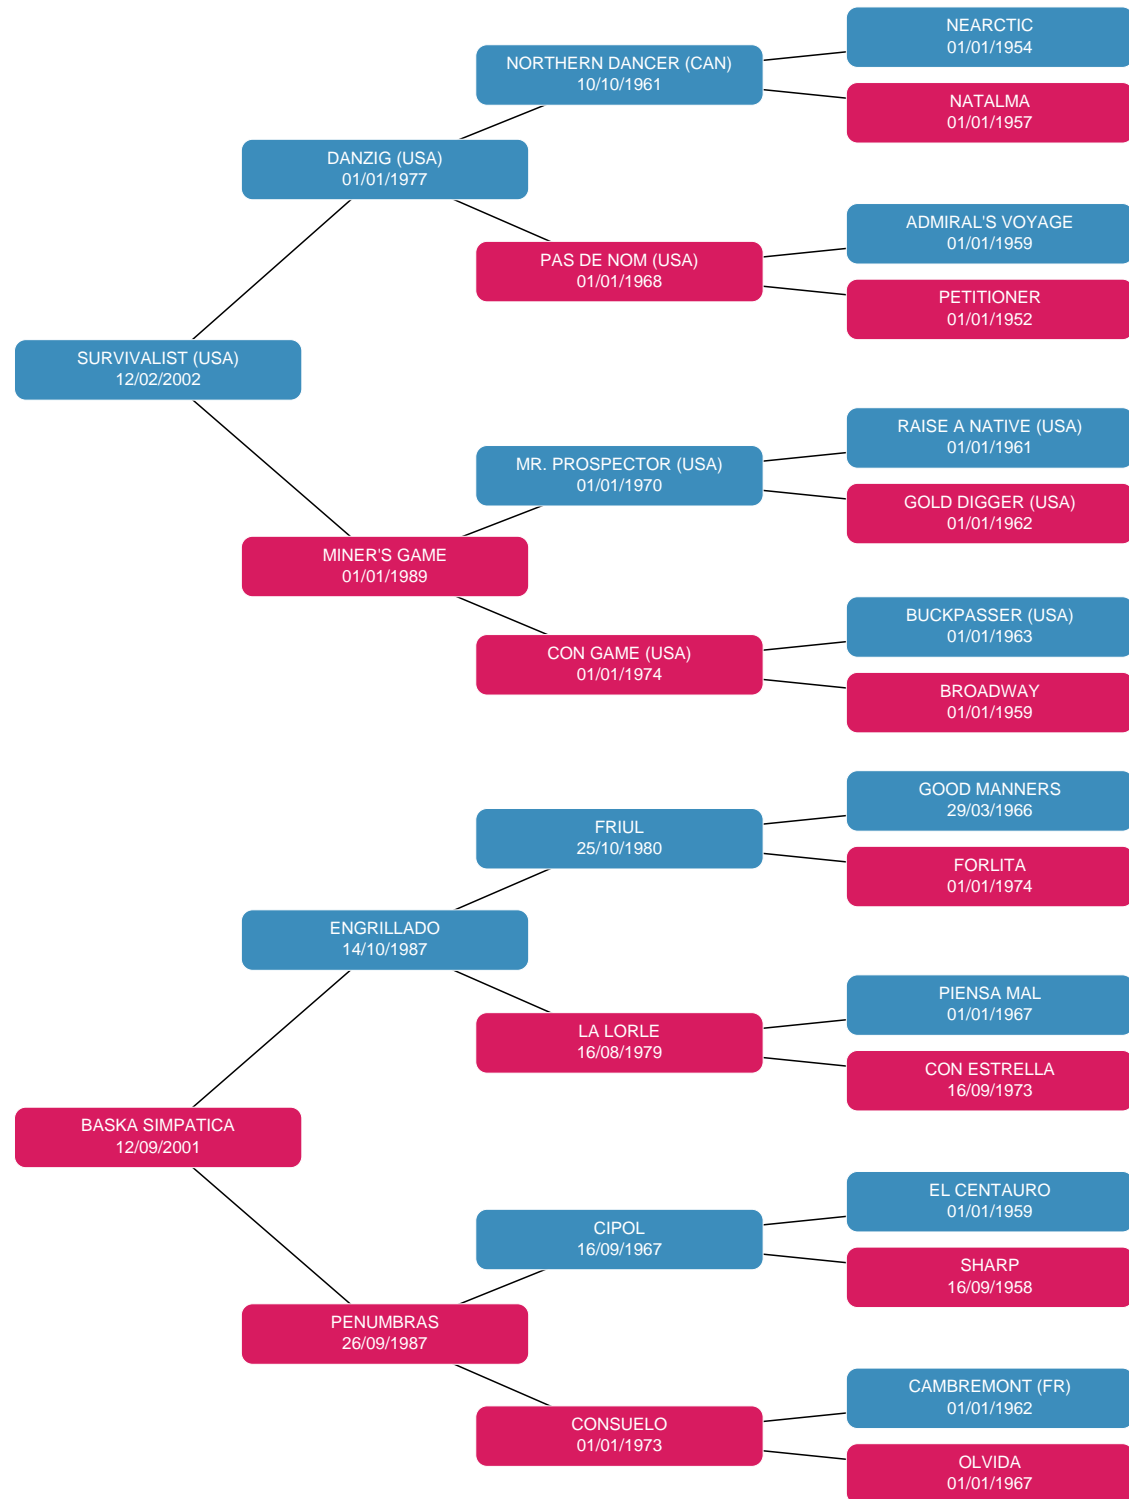 NEARCTIC
01/01/1954
NORTHERN DANCER (CAN)
10/10/1961
NATALMA
01/01/1957
DANZIG (USA)
01/01/1977
ADMIRAL'S VOYAGE
01/01/1959
PAS DE NOM (USA)
01/01/1968
PETITIONER
01/01/1952
SURVIVALIST (USA)
12/02/2002
RAISE A NATIVE (USA)
01/01/1961
MR. PROSPECTOR (USA)
01/01/1970
GOLD DIGGER (USA)
01/01/1962
MINER'S GAME
01/01/1989
BUCKPASSER (USA)
01/01/1963
CON GAME (USA)
01/01/1974
BROADWAY
01/01/1959
GOOD MANNERS
29/03/1966
FRIUL
25/10/1980
FORLITA
01/01/1974
ENGRILLADO
14/10/1987
PIENSA MAL
01/01/1967
LA LORLE
16/08/1979
CON ESTRELLA
16/09/1973
BASKA SIMPATICA
12/09/2001
EL CENTAURO
01/01/1959
CIPOL
16/09/1967
SHARP
16/09/1958
PENUMBRAS
26/09/1987
CAMBREMONT (FR)
01/01/1962
CONSUELO
01/01/1973
OLVIDA
01/01/1967